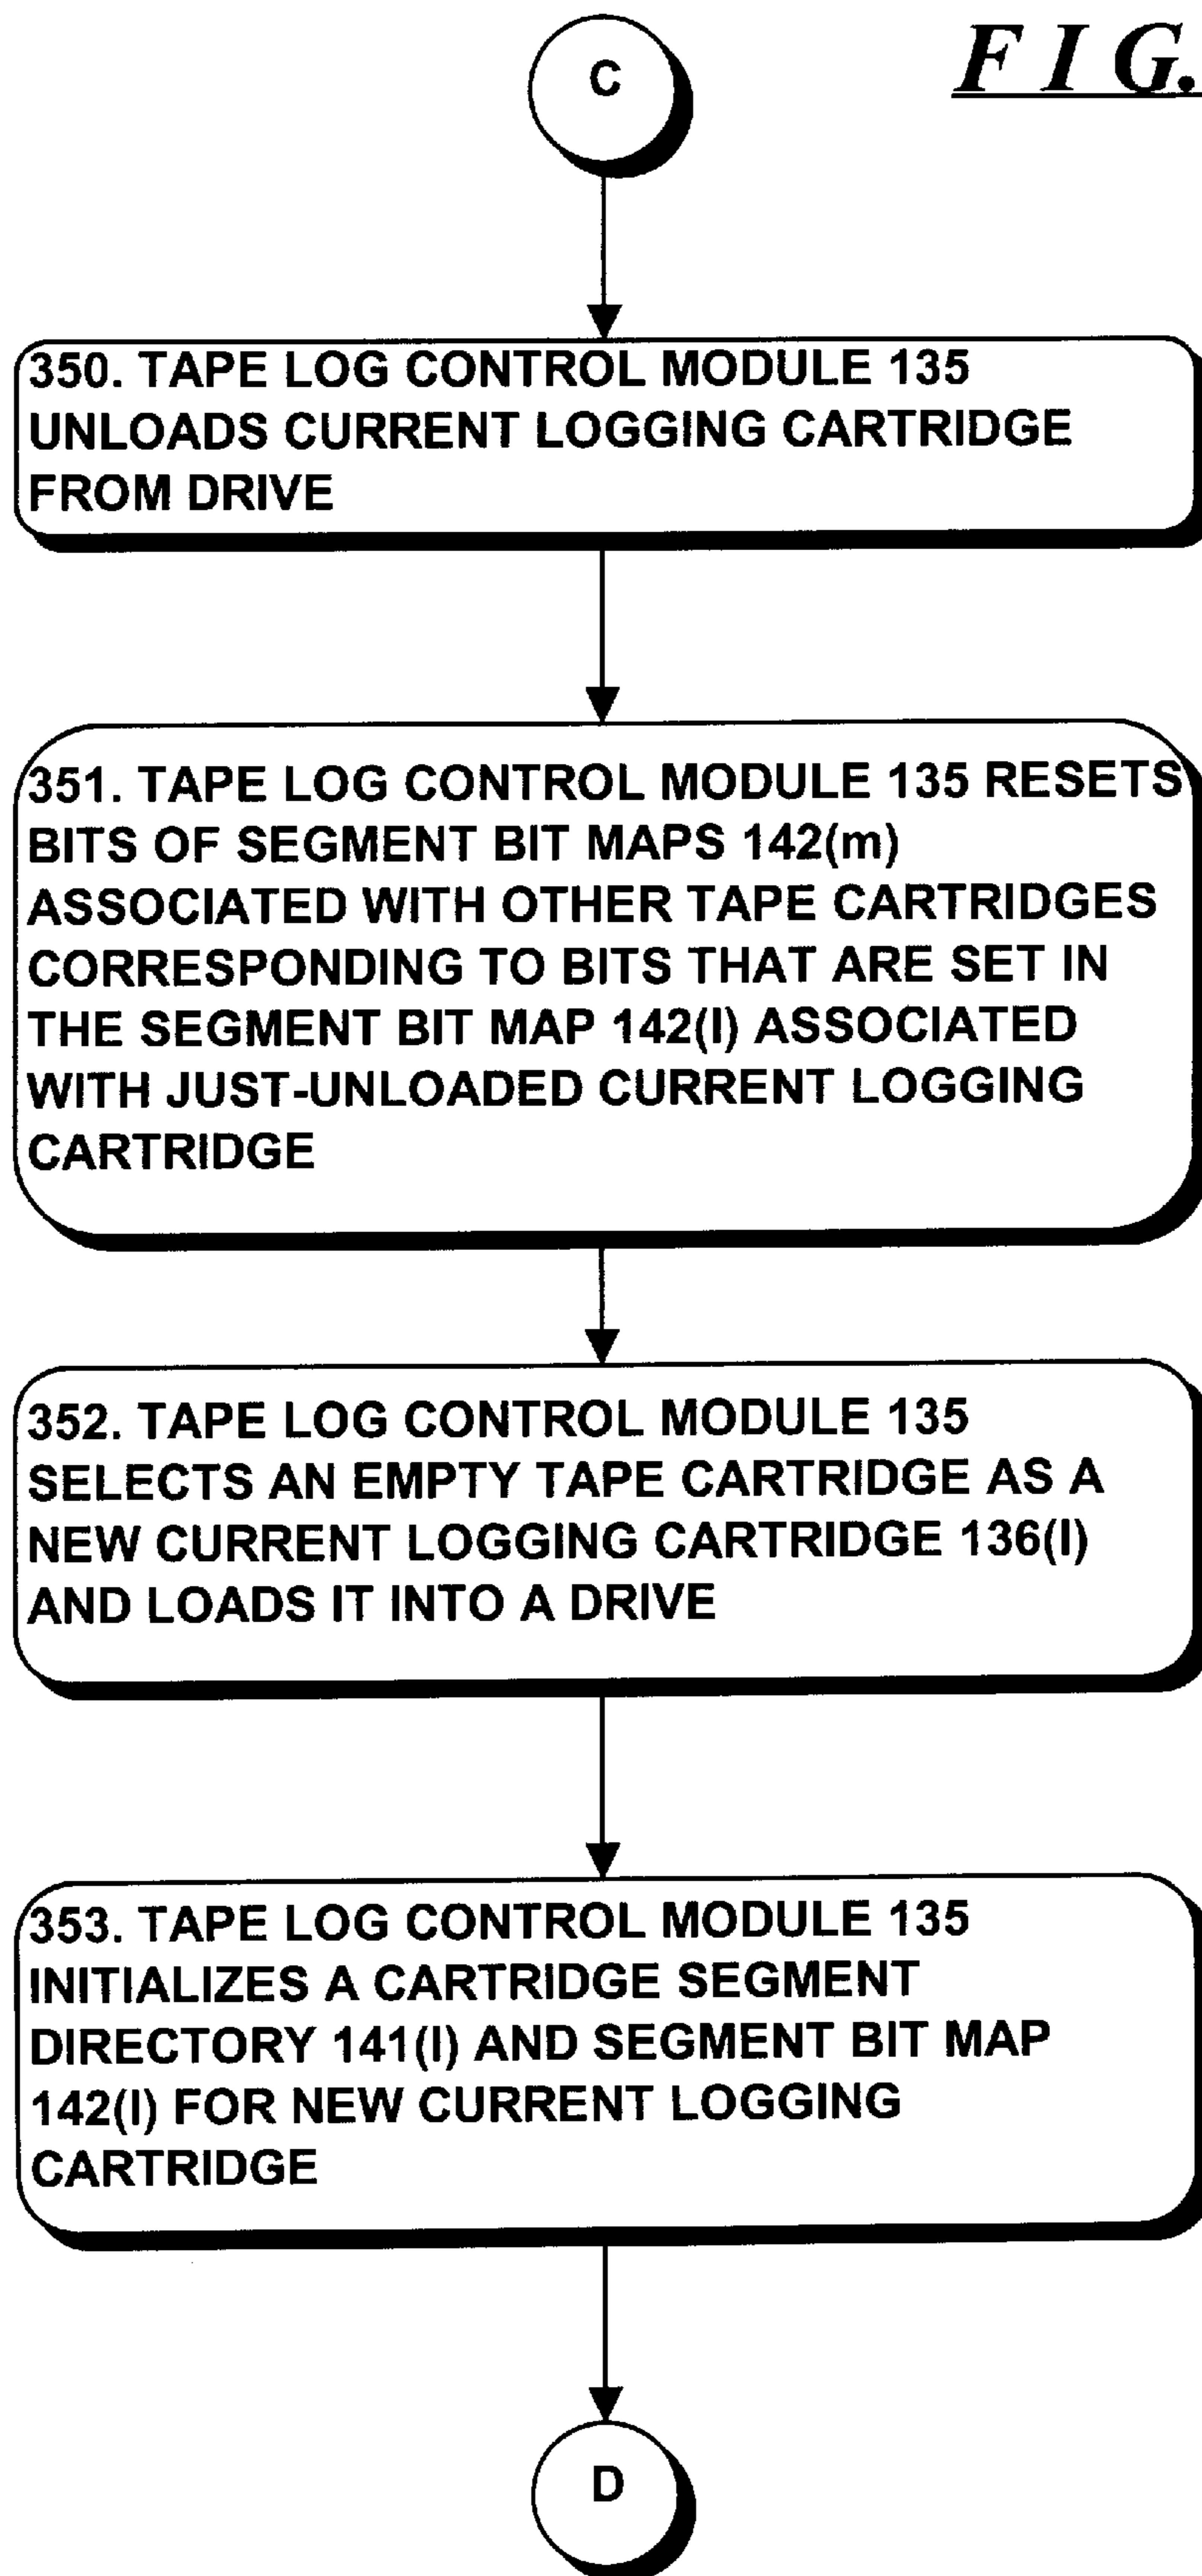 C
F I G.
350. TAPE LOG CONTROL MODULE 135
UNLOADS CURRENT LOGGING CARTRIDGE
FROM DRIVE
351. TAPE LOG CONTROL MODULE 135 RESETS
BITS OF SEGMENT BIT MAPS 142(m)
ASSOCIATED WITH OTHER TAPE CARTRIDGES
CORRESPONDING TO BITS THAT ARE SET IN
THE SEGMENT BIT MAP 142(l) ASSOCIATED
WITH JUST-UNLOADED CURRENT LOGGING
CARTRIDGE
352. TAPE LOG CONTROL MODULE 135
SELECTS AN EMPTY TAPE CARTRIDGE AS A
NEW CURRENT LOGGING CARTRIDGE 136(l)
AND LOADS IT INTO A DRIVE
353. TAPE LOG CONTROL MODULE 135
INITIALIZES A CARTRIDGE SEGMENT
DIRECTORY 141(l) AND SEGMENT BIT MAP
142(l) FOR NEW CURRENT LOGGING
CARTRIDGE
D